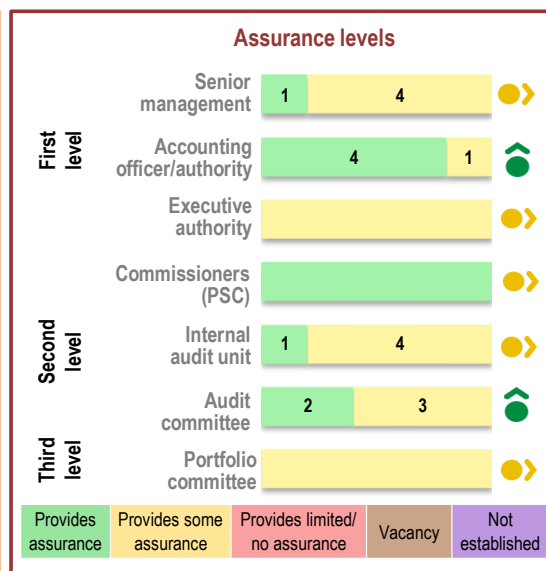 Assurance levels
First level
Senior management
1 4
Accounting officer/authority
4 1
Executive authority
Commissioners (PSC)
Second level
Internal audit unit
1 4
Audit committee
2 3
Third level
Portfolio committee
Provides assurance
Provides some assurance
Provides limited/ no assurance
Vacancy
Not established